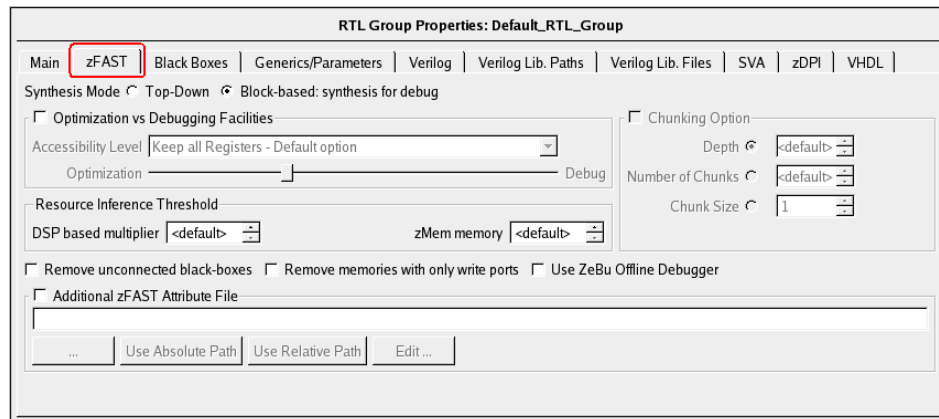 RTL Group Properties: Default_RTL_Group
Main zFAST Black Boxes Generics/Parameters Verilog Verilog Lib. Paths Verilog Lib. Files SVA zDPI VHDL
Synthesis Mode Top-Down Block-based: synthesis for debug
Optimization vs Debugging Facilities
Accessibility Level Keep all Registers - Default option
Optimization Debug
Chunking Option
Depth <default>
Number of Chunks <default>
Chunk Size 1
Resource Inference Threshold
DSP based multiplier <default> zMem memory <default>
Remove unconnected black-boxes Remove memories with only write ports Use ZeBu Offline Debugger
Additional zFAST Attribute File
... Use Absolute Path Use Relative Path Edit ...